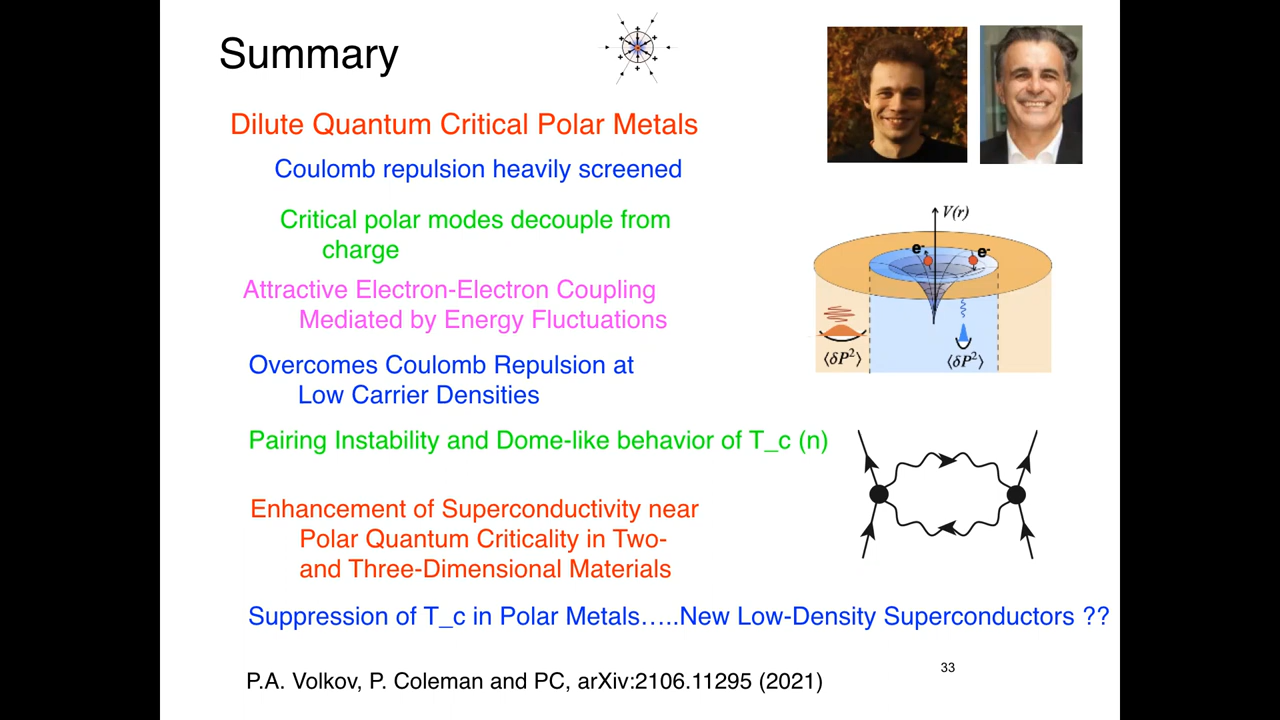 Summary
Dilute Quantum Critical Polar Metals
Coulomb repulsion heavily screened
Critical polar modes decouple from
charge
Attractive Electron-Electron Coupling
Mediated by Energy Fluctuations
Overcomes Coulomb Repulsion at
Low Carrier Densities
Pairing Instability and Dome-like behavior of T_c (n)
Enhancement of Superconductivity near
Polar Quantum Criticality in Two-
and Three-Dimensional Materials
Suppression of T_c in Polar Metals…..New Low-Density Superconductors ??
P.A. Volkov, P. Coleman and PC, arXiv:2106.11295 (2021)
V(r)
e⁻ e⁻
⟨δP²⟩ ⟨δP²⟩
33